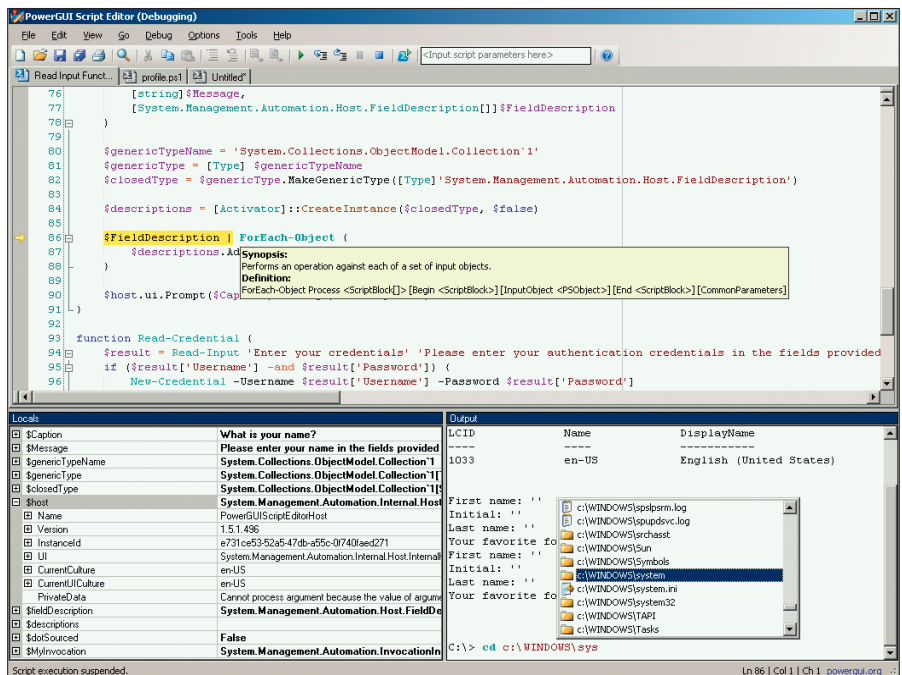 PowerGUI Script Editor (Debugging)
File Edit View Go Debug Options Tools Help
<Input script parameters here>
Read Input Funct... profile.ps1 Untitled*
76 [string]$Message,
77 [System.Management.Automation.Host.FieldDescription[]]$FieldDescription
78 )
79
80 $genericTypeName = 'System.Collections.ObjectModel.Collection`1'
81 $genericType = [Type] $genericTypeName
82 $closedType = $genericType.MakeGenericType([Type]'System.Management.Automation.Host.FieldDescription')
83
84 $descriptions = [Activator]::CreateInstance($closedType, $false)
85
86 $FieldDescription | ForEach-Object {
87 $descriptions.Ad
Synopsis:
Performs an operation against each of a set of input objects.
Definition:
ForEach-Object Process <ScriptBlock[]> [Begin <ScriptBlock>] [InputObject <PSObject>] [End <ScriptBlock>] [CommonParameters]
88 }
89
90 $host.ui.Prompt($Cap
91 }
92
93 function Read-Credential {
94 $result = Read-Input 'Enter your credentials' 'Please enter your authentication credentials in the fields provided
95 if ($result['Username'] -and $result['Password']) {
96 New-Credential -Username $result['Username'] -Password $result['Password']
Locals
$Caption What is your name?
$Message Please enter your name in the fields provided
$genericTypeName System.Collections.ObjectModel.Collection`1
$genericType System.Collections.ObjectModel.Collection`1[T
$closedType System.Collections.ObjectModel.Collection`1[S
$host System.Management.Automation.Internal.Host
Name PowerGUIScriptEditorHost
Version 1.5.1.496
InstanceId e731ce53-52a5-47db-a55c-0f740faed271
UI System.Management.Automation.Internal.Host.InternalH
CurrentCulture en-US
CurrentUICulture en-US
PrivateData Cannot process argument because the value of argume
$fieldDescription System.Management.Automation.Host.FieldDe
$descriptions
$dotSourced False
$MyInvocation System.Management.Automation.InvocationIn
Output
LCID Name DisplayName
---- ---- -----------
1033 en-US English (United States)
First name: ''
Initial: ''
Last name: ''
Your favorite fo
First name: ''
Initial: ''
Last name: ''
Your favorite fo
c:\WINDOWS\spslpsrm.log
c:\WINDOWS\spupdsvc.log
c:\WINDOWS\srchasst
c:\WINDOWS\Sun
c:\WINDOWS\Symbols
c:\WINDOWS\system
c:\WINDOWS\system.ini
c:\WINDOWS\system32
c:\WINDOWS\TAPI
c:\WINDOWS\Tasks
C:\> cd c:\WINDOWS\sys
Script execution suspended.
Ln 86 | Col 1 | Ch 1 powergui.org